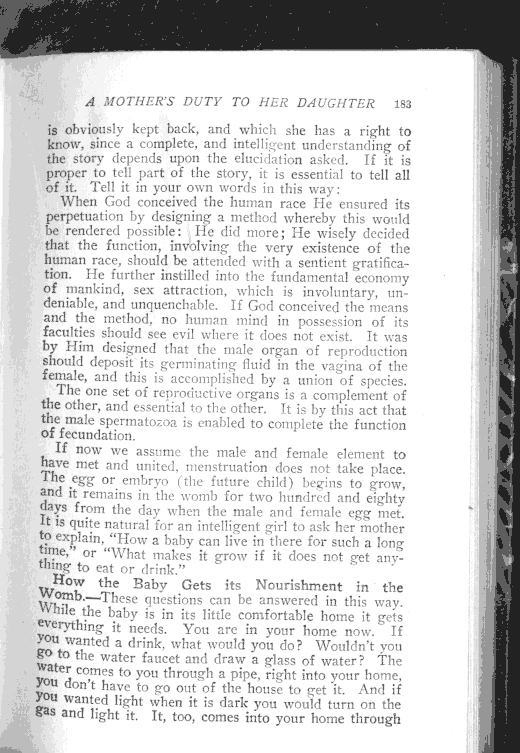 A MOTHER'S DUTY TO HER DAUGHTER 183
is obviously kept back, and which she has a right to
know, since a complete, and intelligent understanding of
the story depends upon the elucidation asked. If it is
proper to tell part of the story, it is essential to tell all
of it. Tell it in your own words in this way:
When God conceived the human race He ensured its
perpetuation by designing a method whereby this would
be rendered possible: He did more; He wisely decided
that the function, involving the very existence of the
human race, should be attended with a sentient gratifica-
tion. He further instilled into the fundamental economy
of mankind, sex attraction, which is involuntary, un-
deniable, and unquenchable. If God conceived the means
and the method, no human mind in possession of its
faculties should see evil where it does not exist. It was
by Him designed that the male organ of reproduction
should deposit its germinating fluid in the vagina of the
female, and this is accomplished by a union of species.
The one set of reproductive organs is a complement of
the other, and essential to the other. It is by this act that
the male spermatozoa is enabled to complete the function
of fecundation.
If now we assume the male and female element to
have met and united, menstruation does not take place.
The egg or embryo (the future child) begins to grow,
and it remains in the womb for two hundred and eighty
days from the day when the male and female egg met.
It is quite natural for an intelligent girl to ask her mother
to explain, "How a baby can live in there for such a long
time," or "What makes it grow if it does not get any-
thing to eat or drink."
How the Baby Gets its Nourishment in the
Womb.—These questions can be answered in this way.
While the baby is in its little comfortable home it gets
everything it needs. You are in your home now. If
you wanted a drink, what would you do? Wouldn't you
go to the water faucet and draw a glass of water? The
water comes to you through a pipe, right into your home,
you don't have to go out of the house to get it. And if
you wanted light when it is dark you would turn on the
gas and light it. It, too, comes into your home through